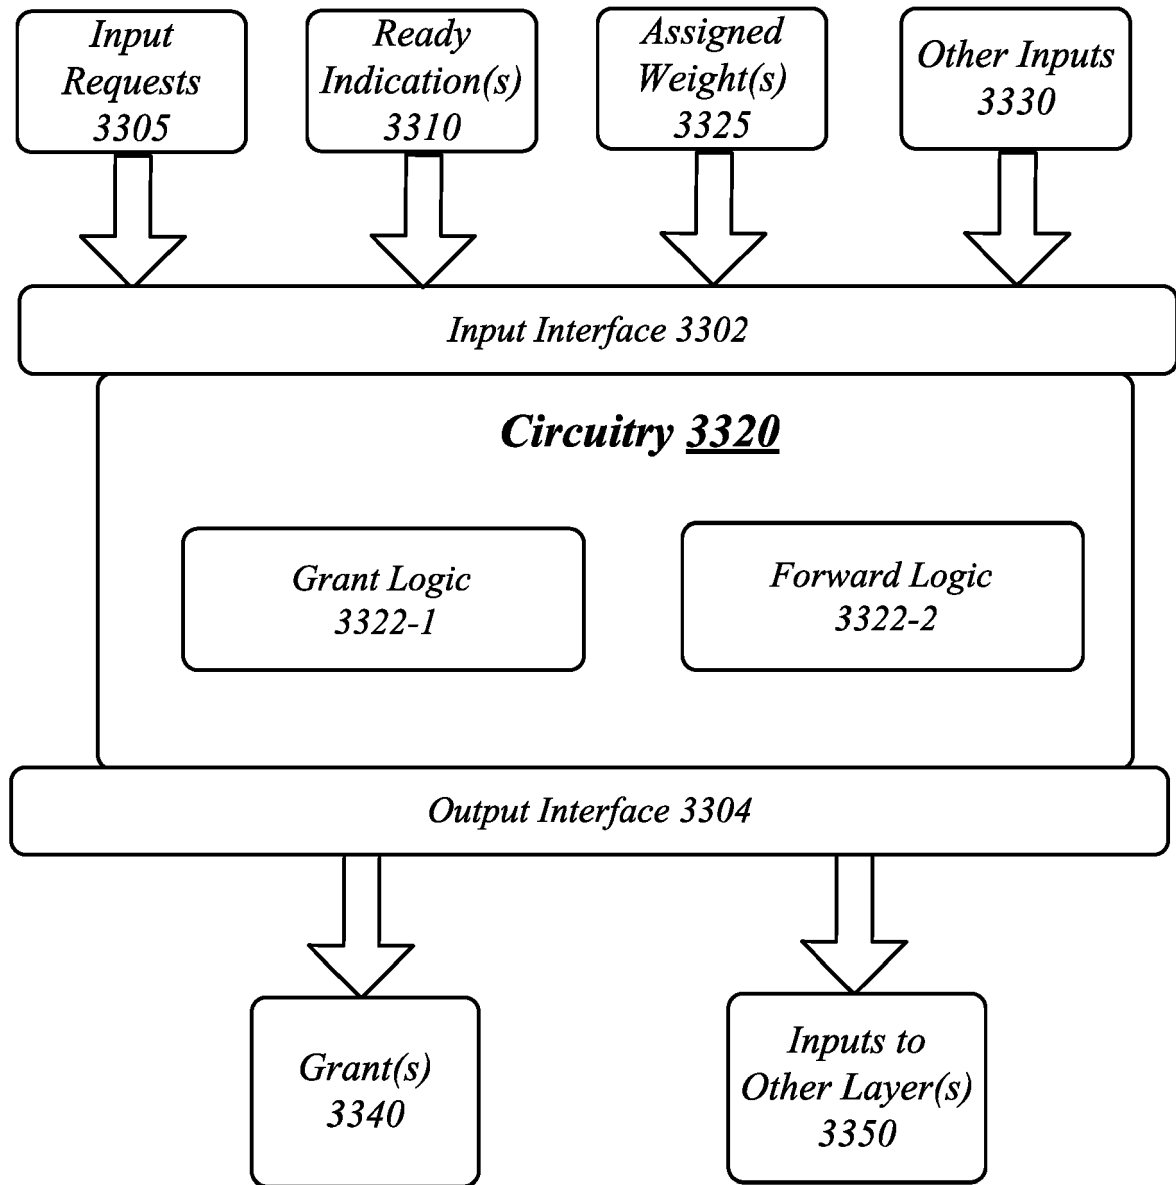 Input
Requests
3305
Ready
Indication(s)
3310
Assigned
Weight(s)
3325
Other Inputs
3330
Input Interface 3302
Circuitry 3320
Grant Logic
3322-1
Forward Logic
3322-2
Output Interface 3304
Grant(s)
3340
Inputs to
Other Layer(s)
3350